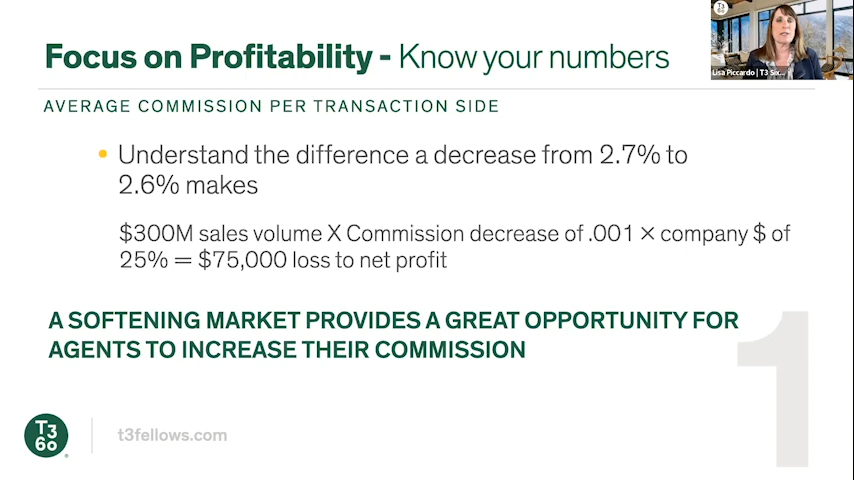 Focus on Profitability - Know your numbers
AVERAGE COMMISSION PER TRANSACTION SIDE
• Understand the difference a decrease from 2.7% to
2.6% makes
$300M sales volume X Commission decrease of .001 × company $ of
25% = $75,000 loss to net profit
A SOFTENING MARKET PROVIDES A GREAT OPPORTUNITY FOR
AGENTS TO INCREASE THEIR COMMISSION
1
T3
60
t3fellows.com
T3
60
Lisa Piccardo | T3 Six...